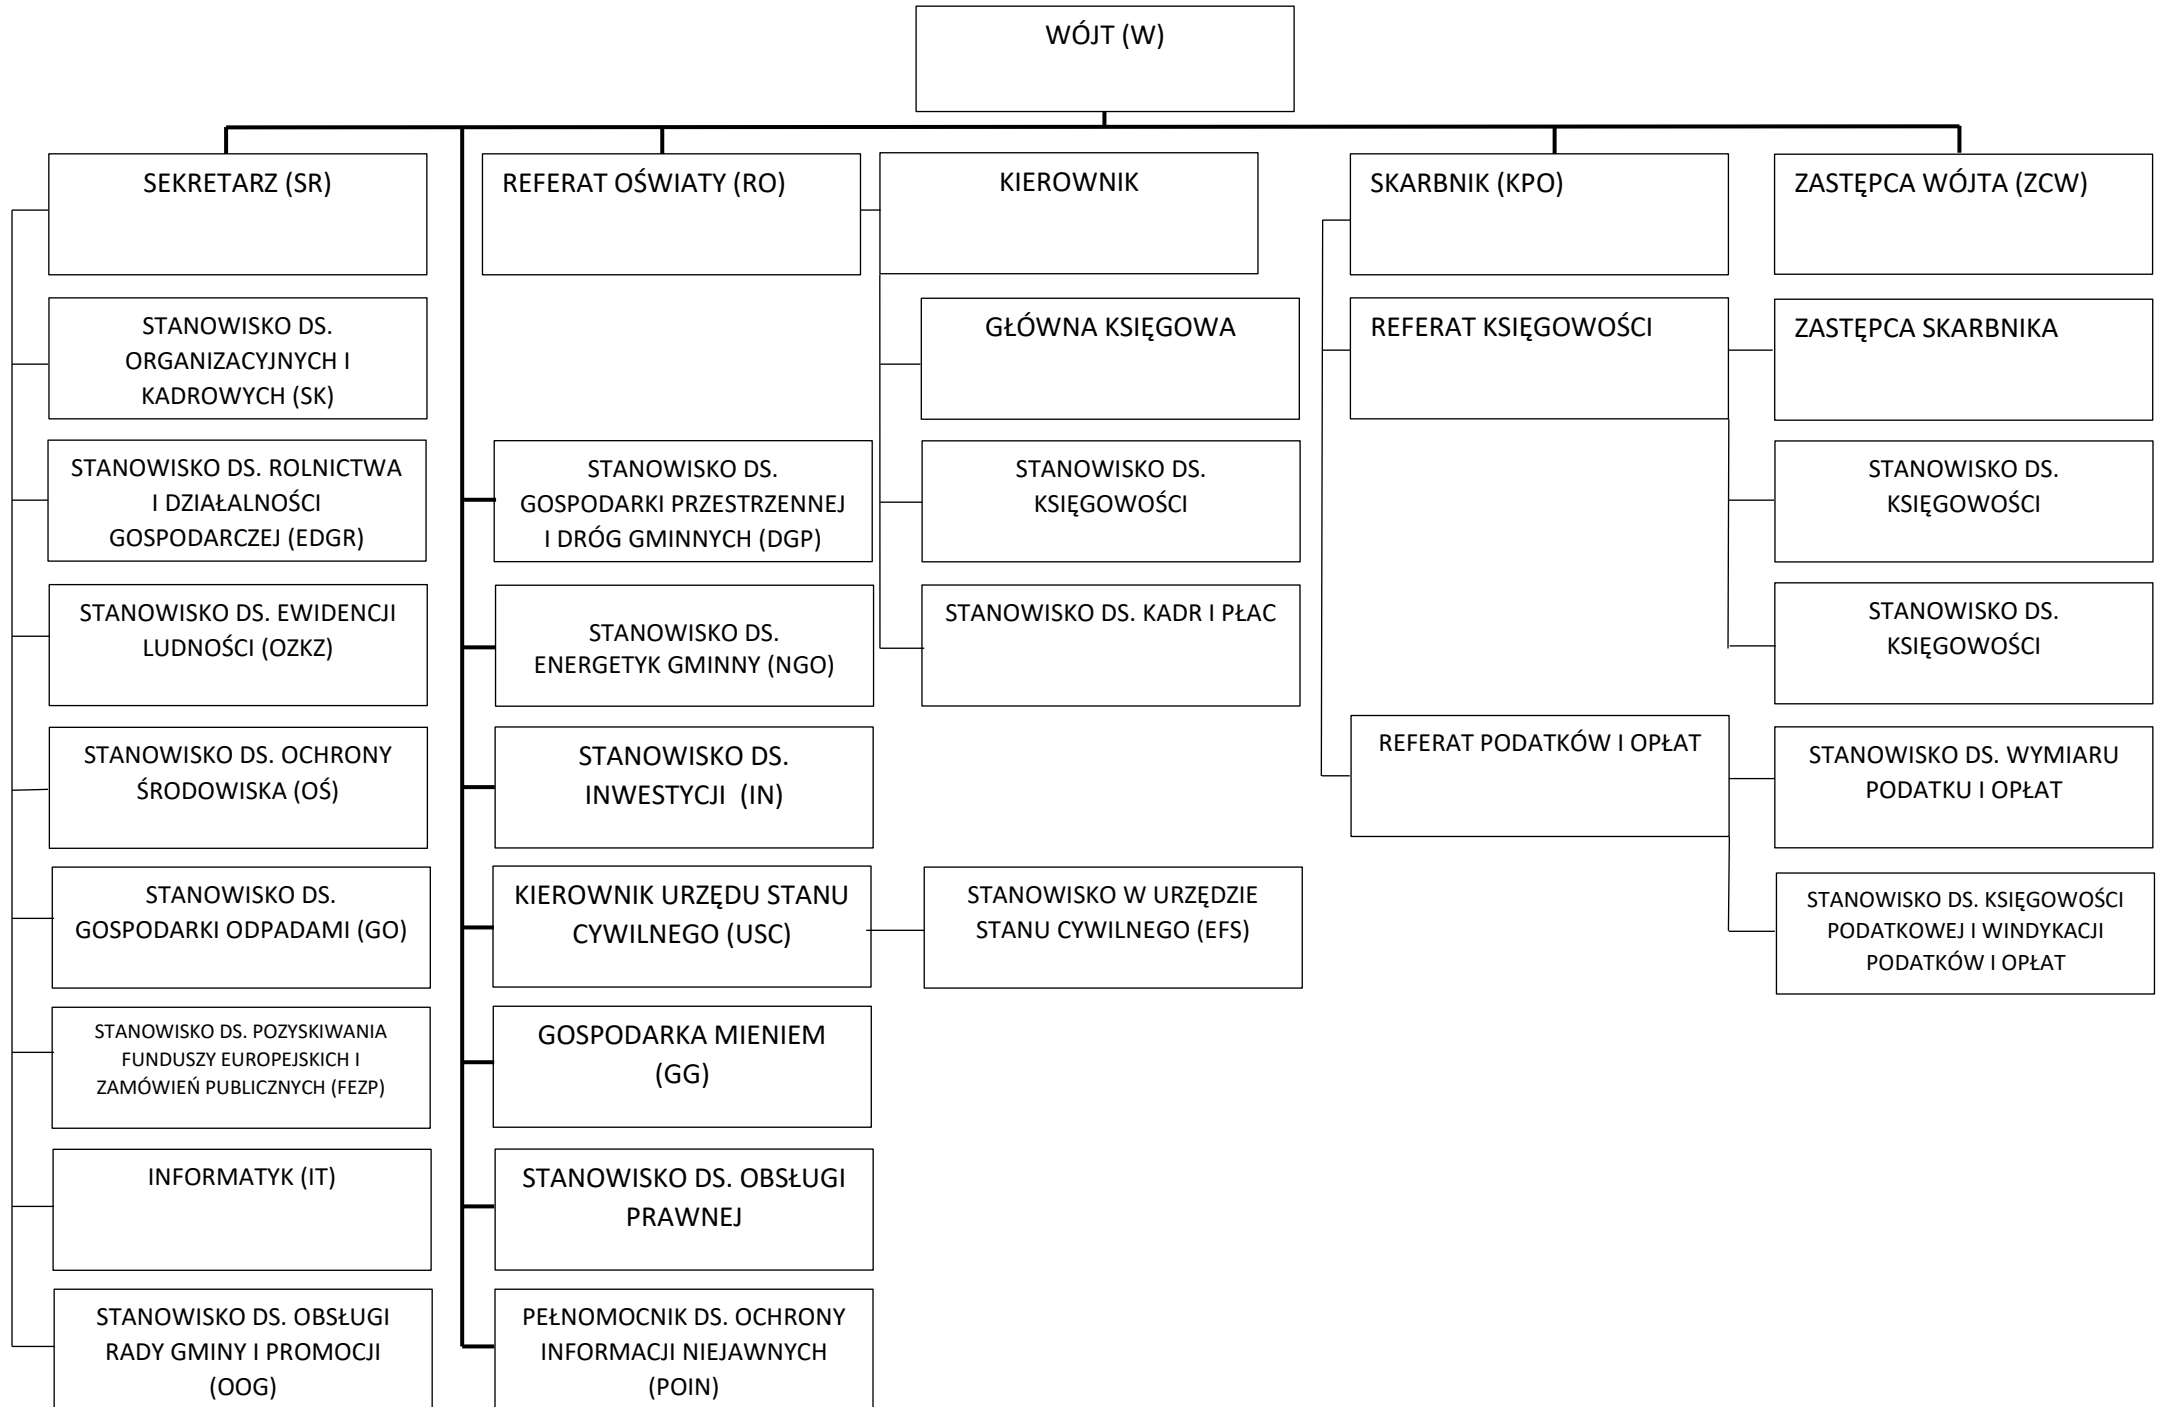 WÓJT (W)
SEKRETARZ (SR)
REFERAT OŚWIATY (RO)
KIEROWNIK
SKARBNIK (KPO)
ZASTĘPCA WÓJTA (ZCW)
STANOWISKO DS.
ORGANIZACYJNYCH I
KADROWYCH (SK)
GŁÓWNA KSIĘGOWA
REFERAT KSIĘGOWOŚCI
ZASTĘPCA SKARBNIKA
STANOWISKO DS. ROLNICTWA
I DZIAŁALNOŚCI
GOSPODARCZEJ (EDGR)
STANOWISKO DS.
GOSPODARKI PRZESTRZENNEJ
I DRÓG GMINNYCH (DGP)
STANOWISKO DS.
KSIĘGOWOŚCI
STANOWISKO DS.
KSIĘGOWOŚCI
STANOWISKO DS. EWIDENCJI
LUDNOŚCI (OZKZ)
STANOWISKO DS.
ENERGETYK GMINNY (NGO)
STANOWISKO DS. KADR I PŁAC
STANOWISKO DS.
KSIĘGOWOŚCI
STANOWISKO DS. OCHRONY
ŚRODOWISKA (OŚ)
STANOWISKO DS.
INWESTYCJI  (IN)
REFERAT PODATKÓW I OPŁAT
STANOWISKO DS. WYMIARU
PODATKU I OPŁAT
STANOWISKO DS.
GOSPODARKI ODPADAMI (GO)
KIEROWNIK URZĘDU STANU
CYWILNEGO (USC)
STANOWISKO W URZĘDZIE
STANU CYWILNEGO (EFS)
STANOWISKO DS. KSIĘGOWOŚCI
PODATKOWEJ I WINDYKACJI
PODATKÓW I OPŁAT
STANOWISKO DS. POZYSKIWANIA
FUNDUSZY EUROPEJSKICH I
ZAMÓWIEŃ PUBLICZNYCH (FEZP)
GOSPODARKA MIENIEM
(GG)
INFORMATYK (IT)
STANOWISKO DS. OBSŁUGI
PRAWNEJ
STANOWISKO DS. OBSŁUGI
RADY GMINY I PROMOCJI
(OOG)
PEŁNOMOCNIK DS. OCHRONY
INFORMACJI NIEJAWNYCH
(POIN)